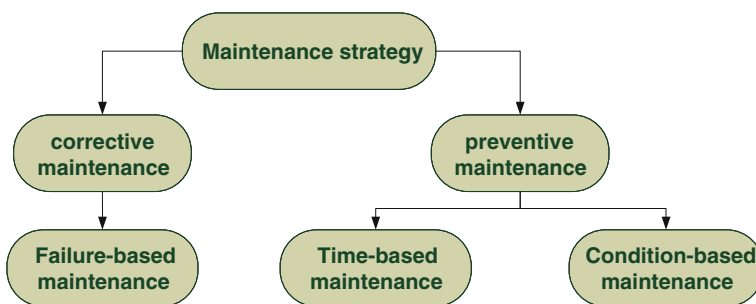 Maintenance strategy
corrective
maintenance
preventive
maintenance
Failure-based
maintenance
Time-based
maintenance
Condition-based
maintenance